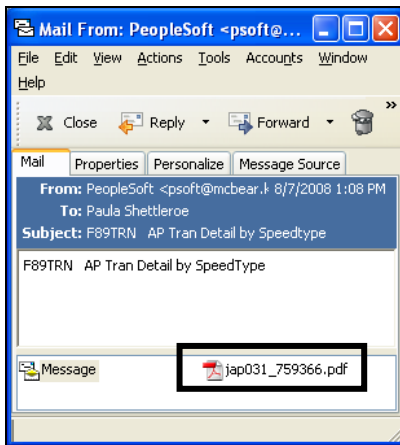 Mail From: PeopleSoft <psoft@...
File Edit View Actions Tools Accounts Window
Help
Close Reply Forward »
Mail Properties Personalize Message Source
From: PeopleSoft <psoft@mcbear.k 8/7/2008 1:08 PM
To: Paula Shettleroe
Subject: F89TRN AP Tran Detail by Speedtype
F89TRN AP Tran Detail by SpeedType
Message jap031_759366.pdf